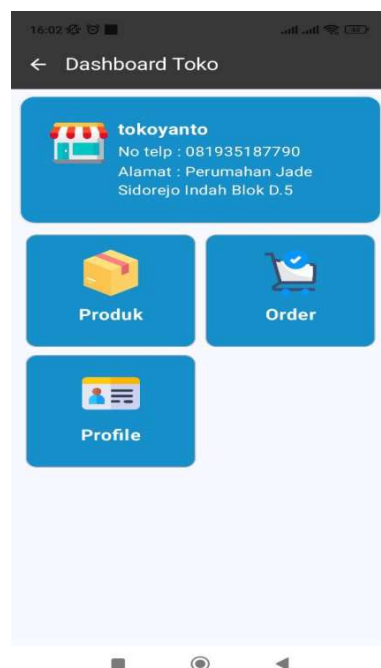 16:02
Dashboard Toko
tokoyanto
No telp : 081935187790
Alamat : Perumahan Jade
Sidorejo Indah Blok D.5
Produk
Order
Profile